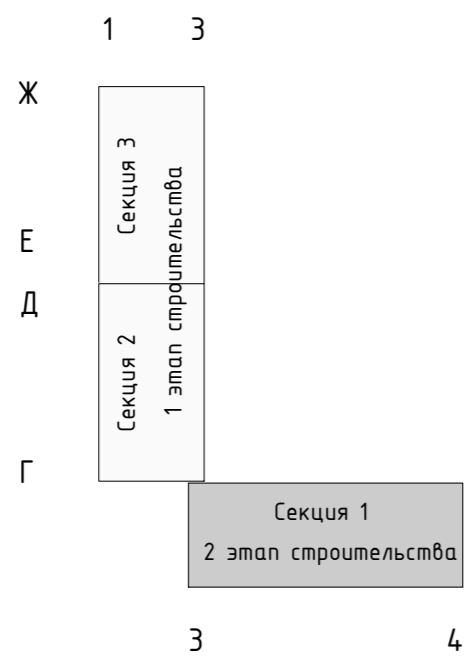 1 3
Ж
Секция 3
Е
1 этап строительства
Д
Секция 2
Г
Секция 1
2 этап строительства
3 4